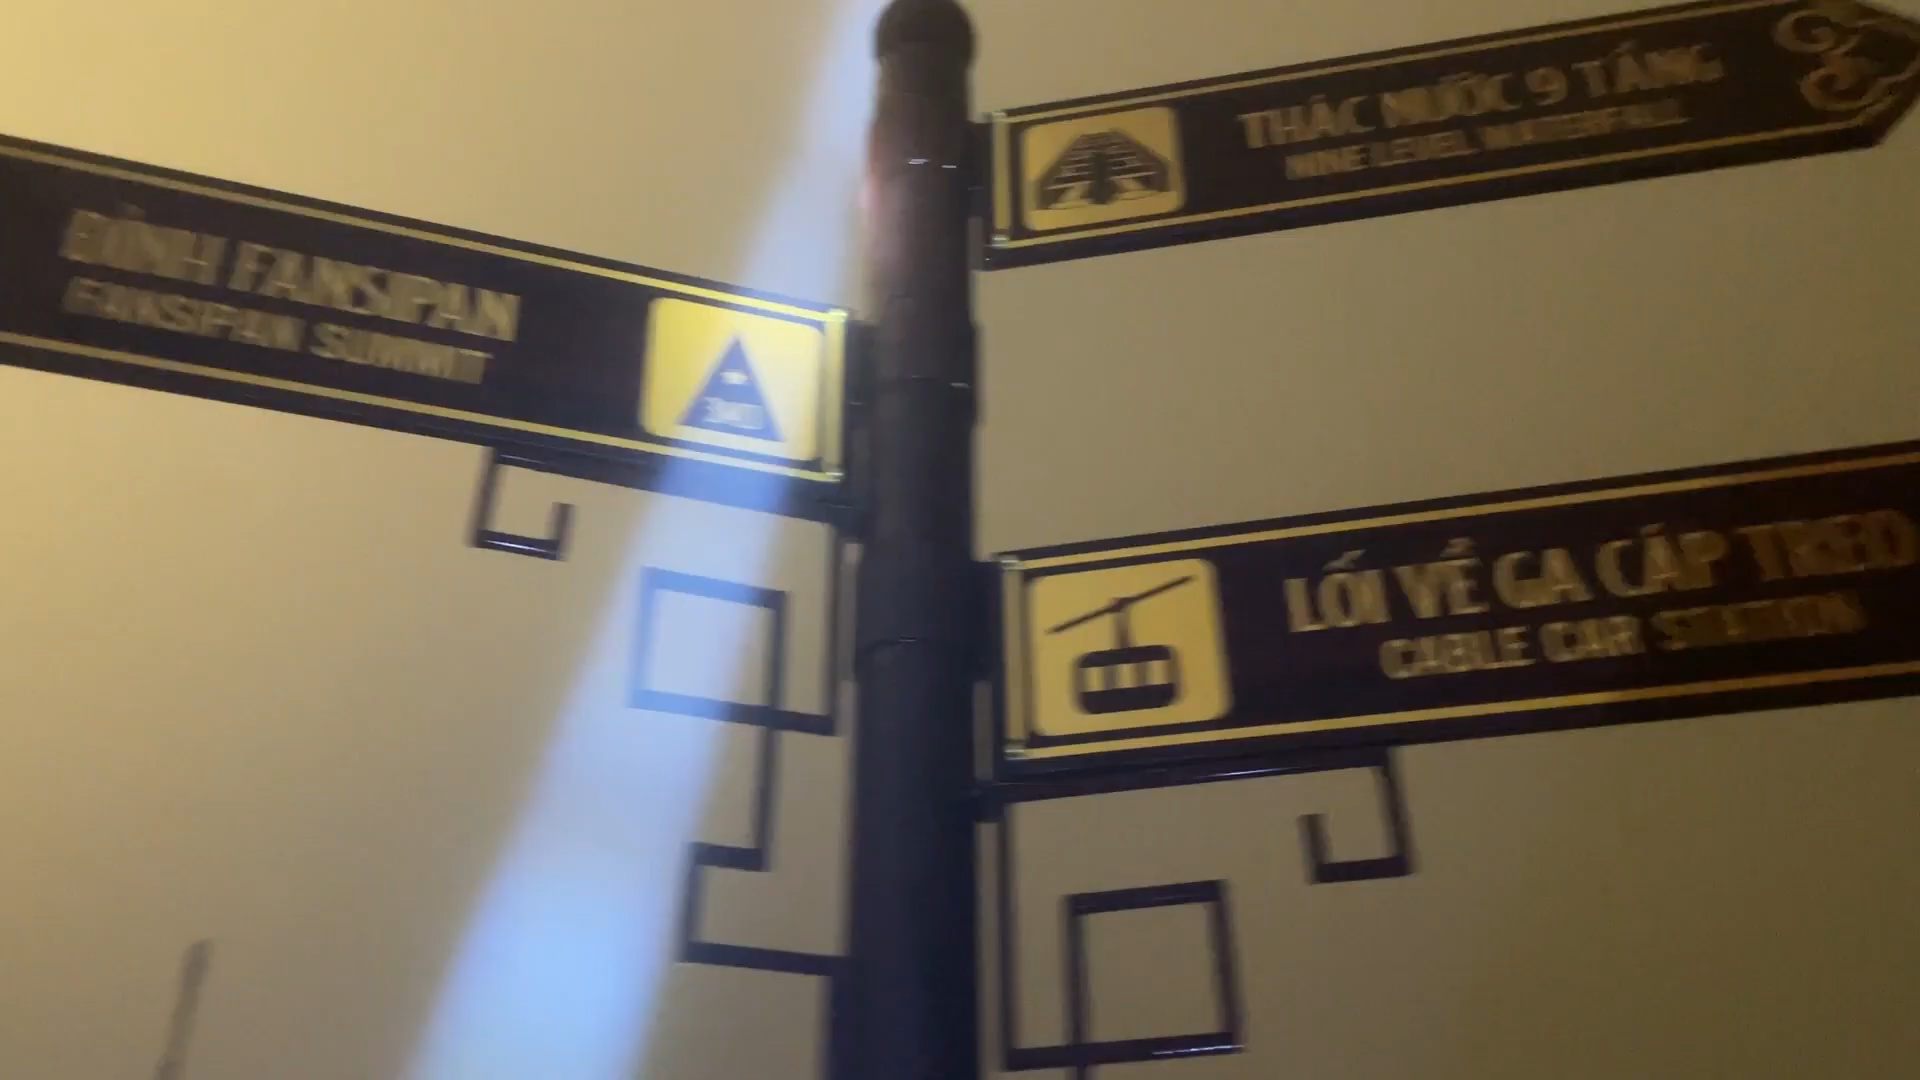 ĐỈNH FANSIPAN
FANSIPAN SUMMIT
THÁC NƯỚC 9 TẦNG
NINE LEVEL WATERFALL
LỐI VỀ GA CÁP TREO
CABLE CAR STATION